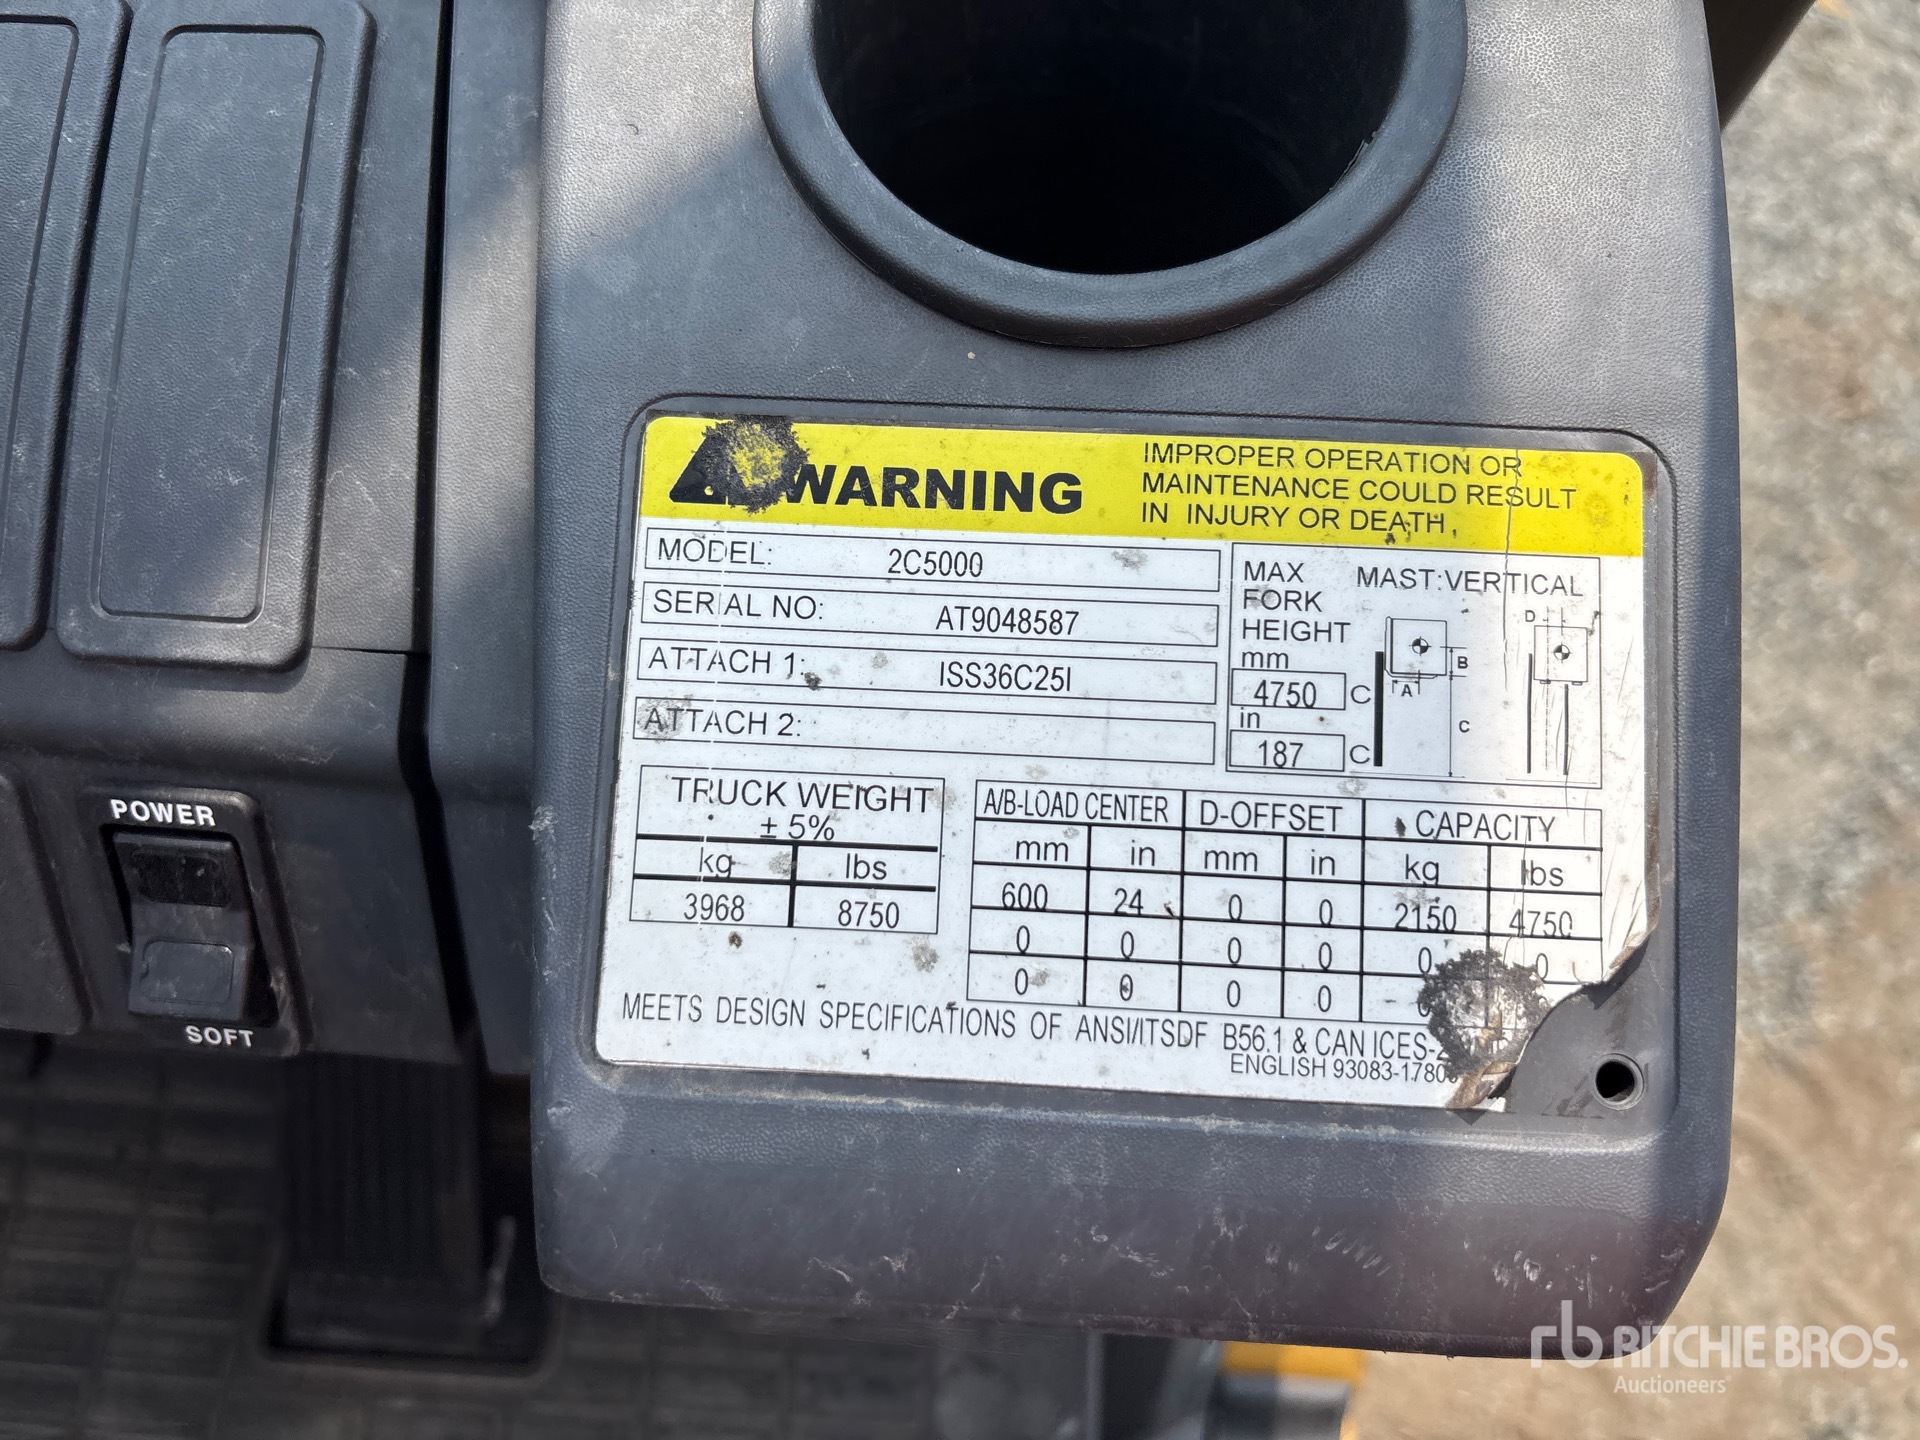 WARNING
IMPROPER OPERATION OR
MAINTENANCE COULD RESULT
IN INJURY OR DEATH,
MODEL: 2C5000
SERIAL NO: AT9048587
ATTACH 1: ISS36C25I
ATTACH 2:
MAX
FORK
HEIGHT
mm
4750 C
in
187 C
MAST:VERTICAL
D
B
A
C
TRUCK WEIGHT
± 5%
kg lbs
3968 8750
A/B-LOAD CENTER D-OFFSET CAPACITY
mm in mm in kg lbs
600 24 0 0 2150 4750
0 0 0 0 0 0
0 0 0 0
MEETS DESIGN SPECIFICATIONS OF ANSI/ITSDF B56.1 & CAN ICES-
ENGLISH 93083-1780
POWER
SOFT
rb RITCHIE BROS.
Auctioneers